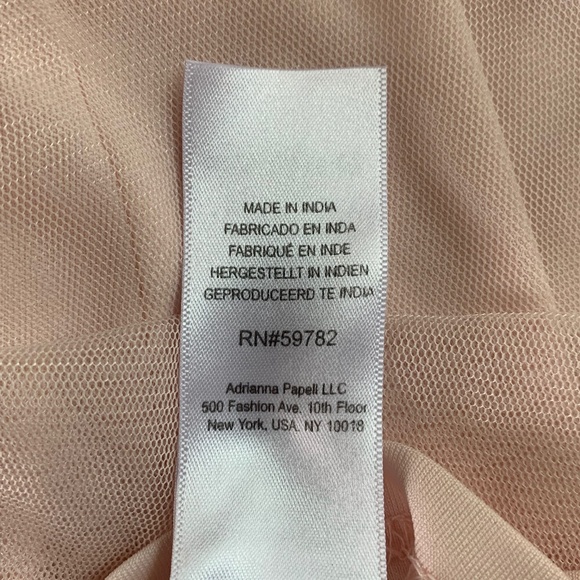 MADE IN INDIA
FABRICADO EN INDA
FABRIQUÉ EN INDE
HERGESTELLT IN INDIEN
GEPRODUCEERD TE INDIA
RN#59782
Adrianna Papell LLC
500 Fashion Ave. 10th Floor
New York, USA, NY 10018